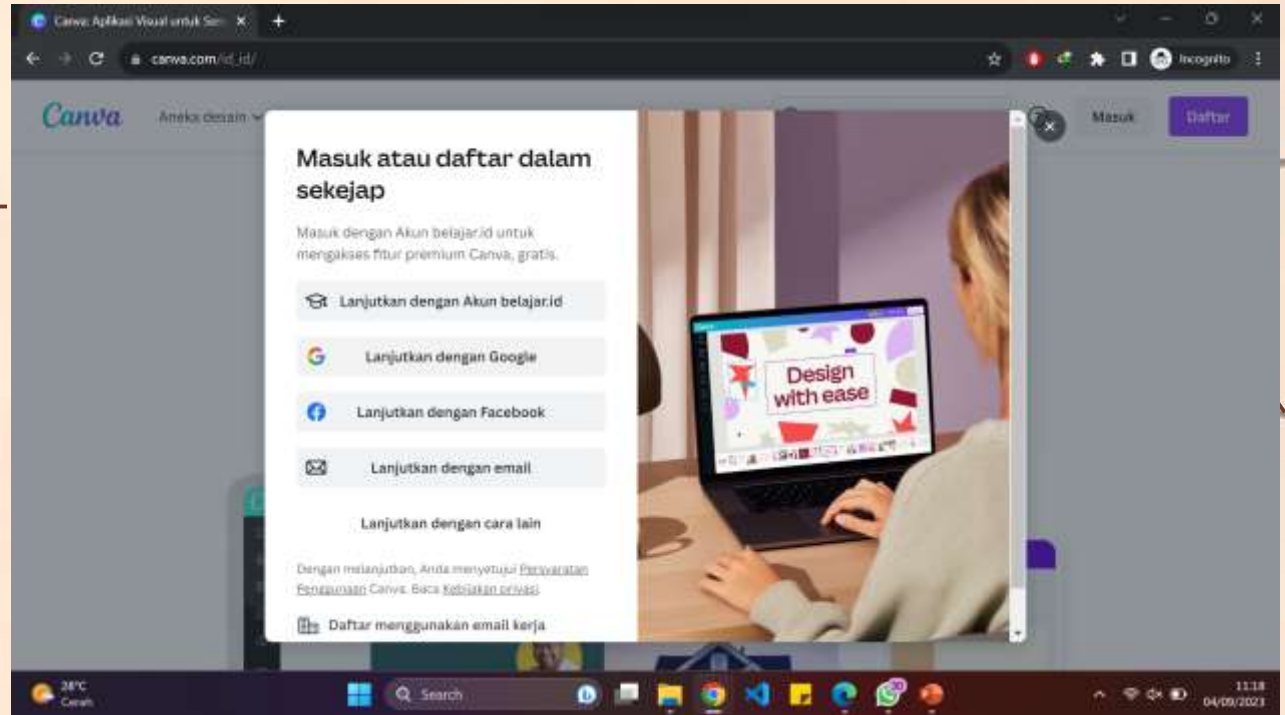 Canva: Aplikasi Visual untuk Sem
canva.com/id_id/
Incognito
Canva
Aneka desain
Masuk
Daftar
Masuk atau daftar dalam
sekejap
Masuk dengan Akun belajar.id untuk
mengakses fitur premium Canva, gratis.
Lanjutkan dengan Akun belajar.id
Lanjutkan dengan Google
Lanjutkan dengan Facebook
Lanjutkan dengan email
Lanjutkan dengan cara lain
Dengan melanjutkan, Anda menyetujui Persyaratan
Penggunaan Canva. Baca Kebijakan privasi.
Daftar menggunakan email kerja
Design
with ease
28°C
Cerah
Search
11:18
04/09/2023